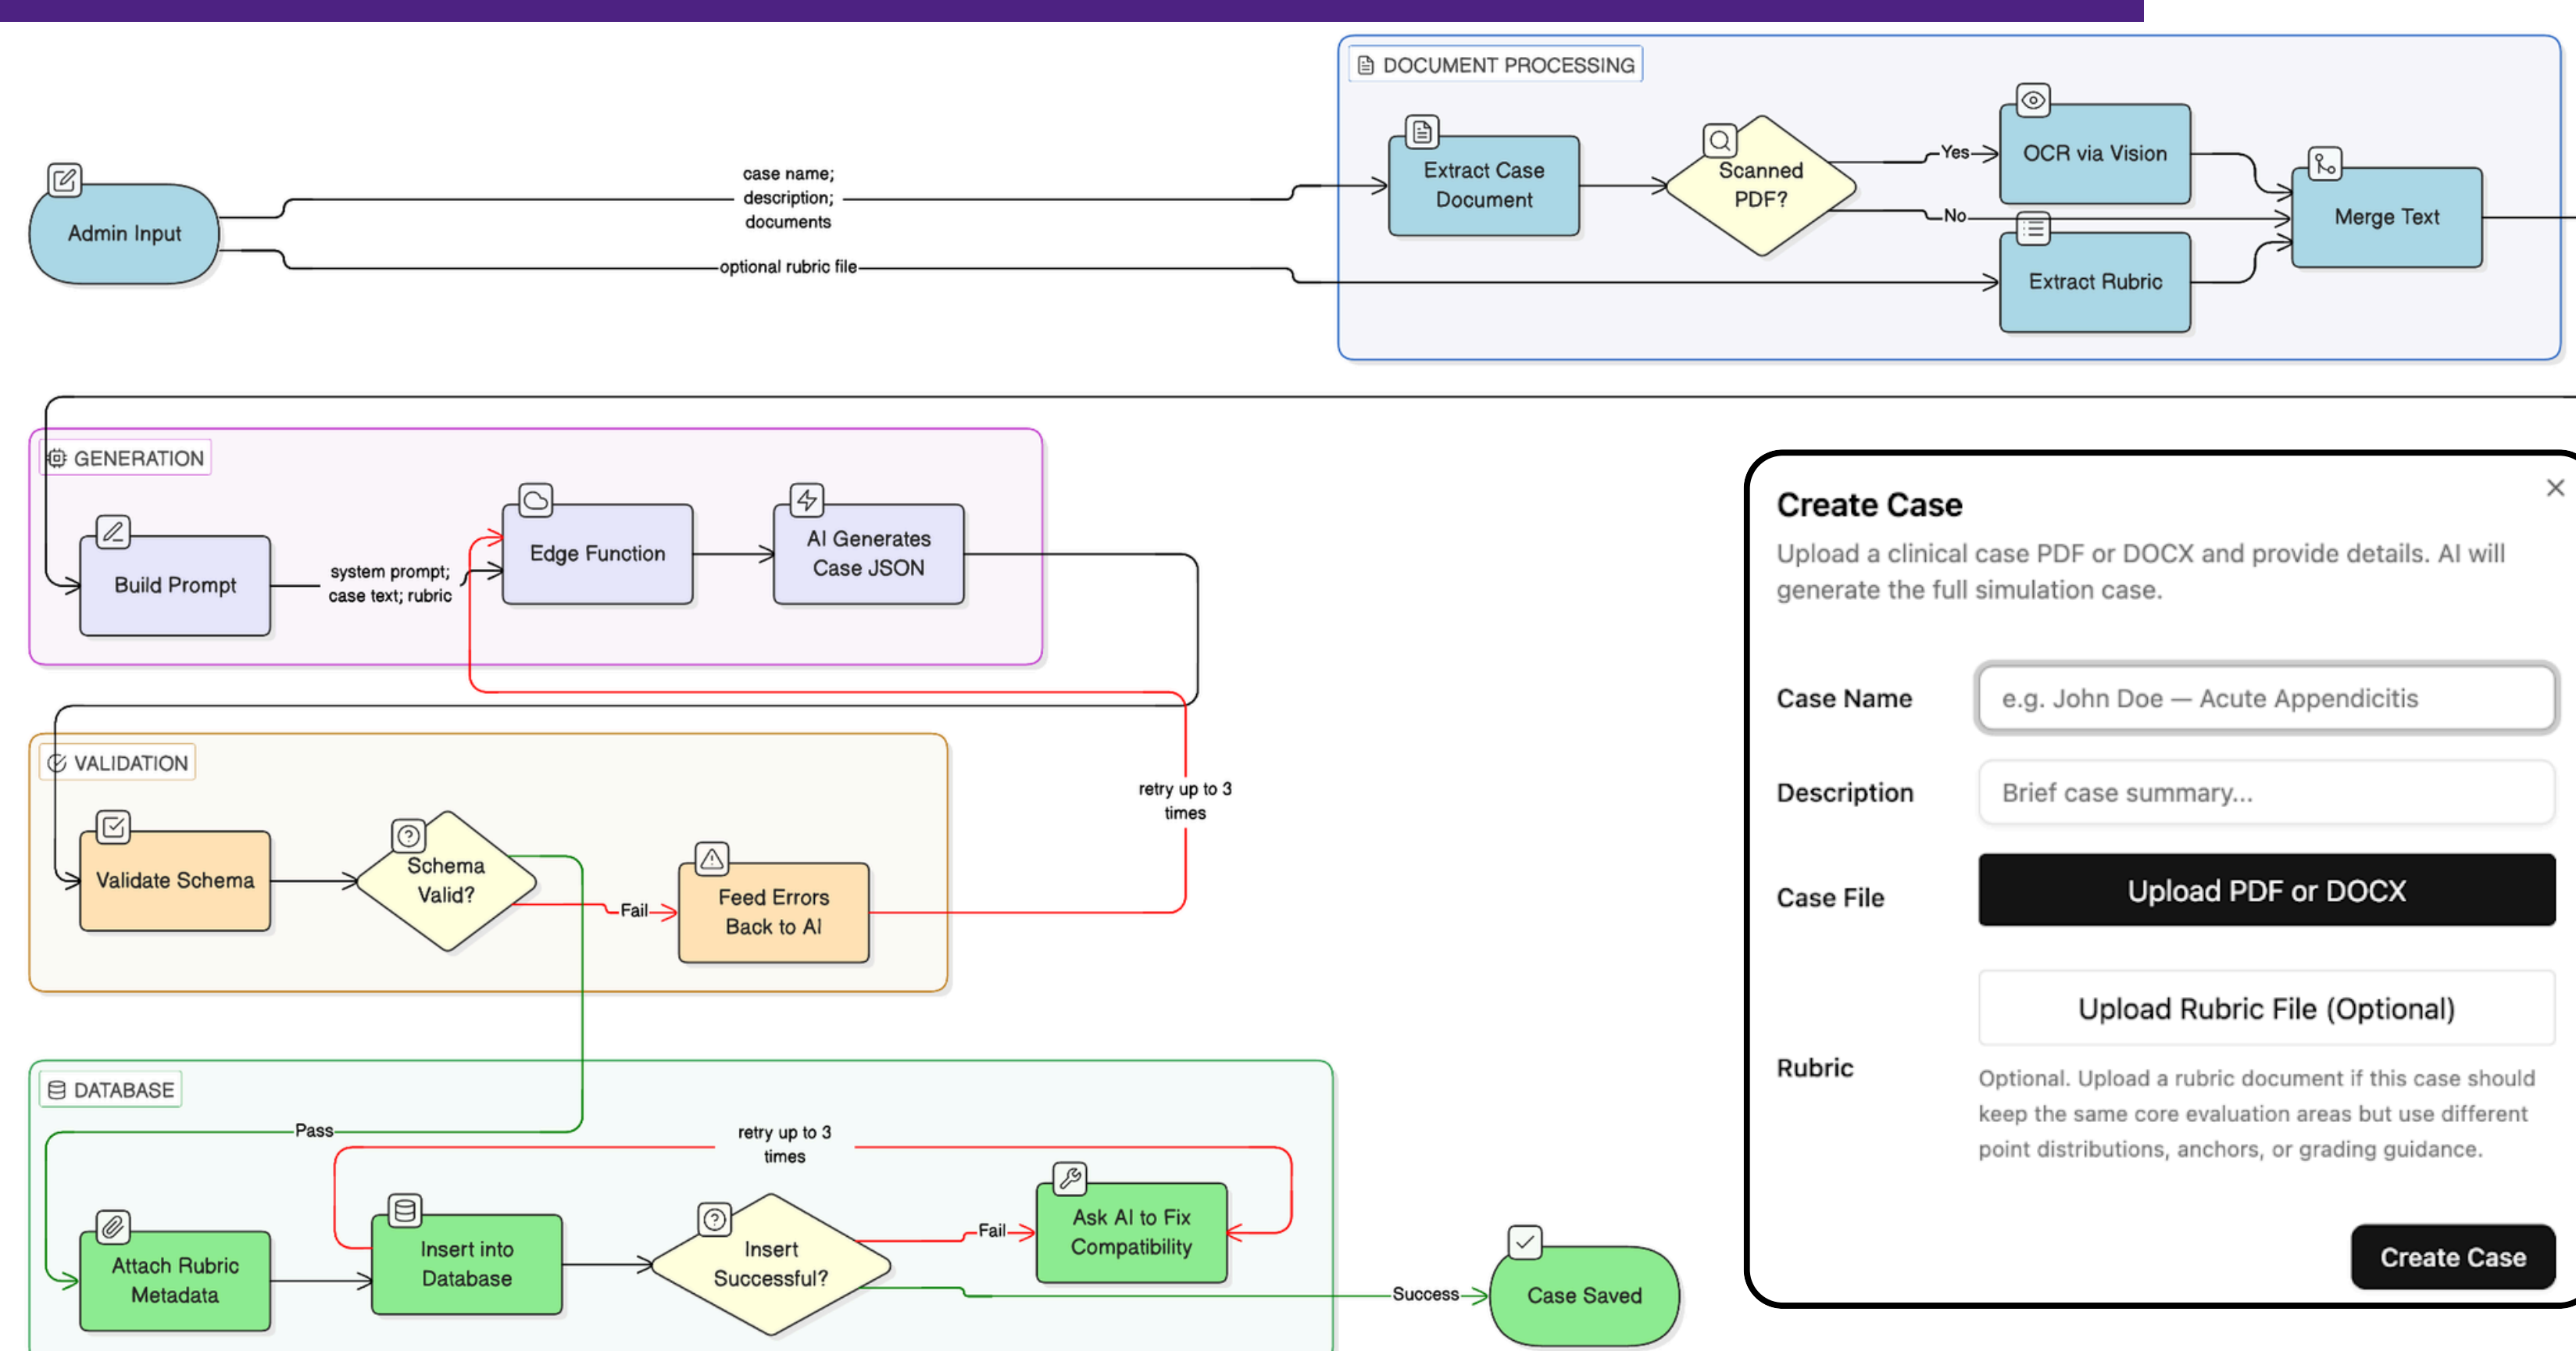 DOCUMENT PROCESSING
Admin Input
case name;
description;
documents
optional rubric file
Extract Case
Document
Scanned
PDF?
Yes
No
OCR via Vision
Extract Rubric
Merge Text
GENERATION
Build Prompt
system prompt;
case text; rubric
Edge Function
AI Generates
Case JSON
VALIDATION
Validate Schema
Schema
Valid?
Fail
Feed Errors
Back to AI
retry up to 3
times
DATABASE
Pass
retry up to 3
times
Attach Rubric
Metadata
Insert into
Database
Insert
Successful?
Fail
Ask AI to Fix
Compatibility
Success
Case Saved
Create Case
Upload a clinical case PDF or DOCX and provide details. AI will
generate the full simulation case.
Case Name
e.g. John Doe — Acute Appendicitis
Description
Brief case summary...
Case File
Upload PDF or DOCX
Upload Rubric File (Optional)
Rubric
Optional. Upload a rubric document if this case should
keep the same core evaluation areas but use different
point distributions, anchors, or grading guidance.
Create Case